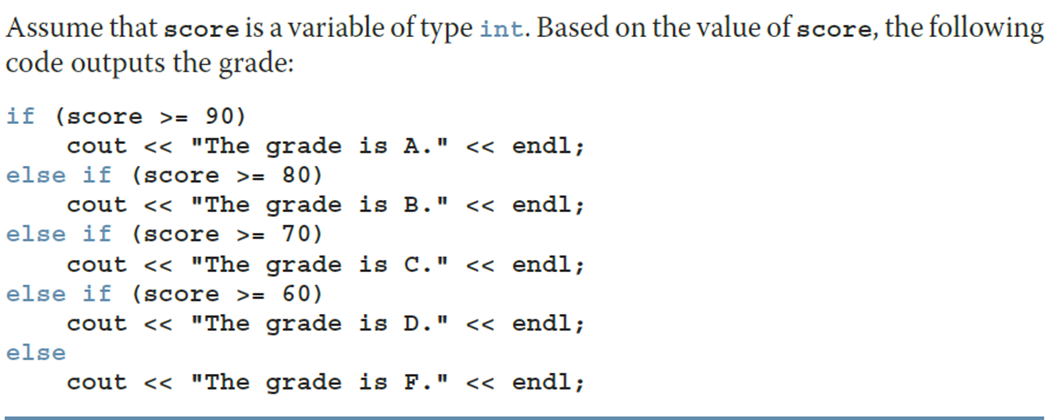 Assume that score is a variable of type int. Based on the value of score, the following
code outputs the grade:
if (score >= 90)
    cout << "The grade is A." << endl;
else if (score >= 80)
    cout << "The grade is B." << endl;
else if (score >= 70)
    cout << "The grade is C." << endl;
else if (score >= 60)
    cout << "The grade is D." << endl;
else
    cout << "The grade is F." << endl;